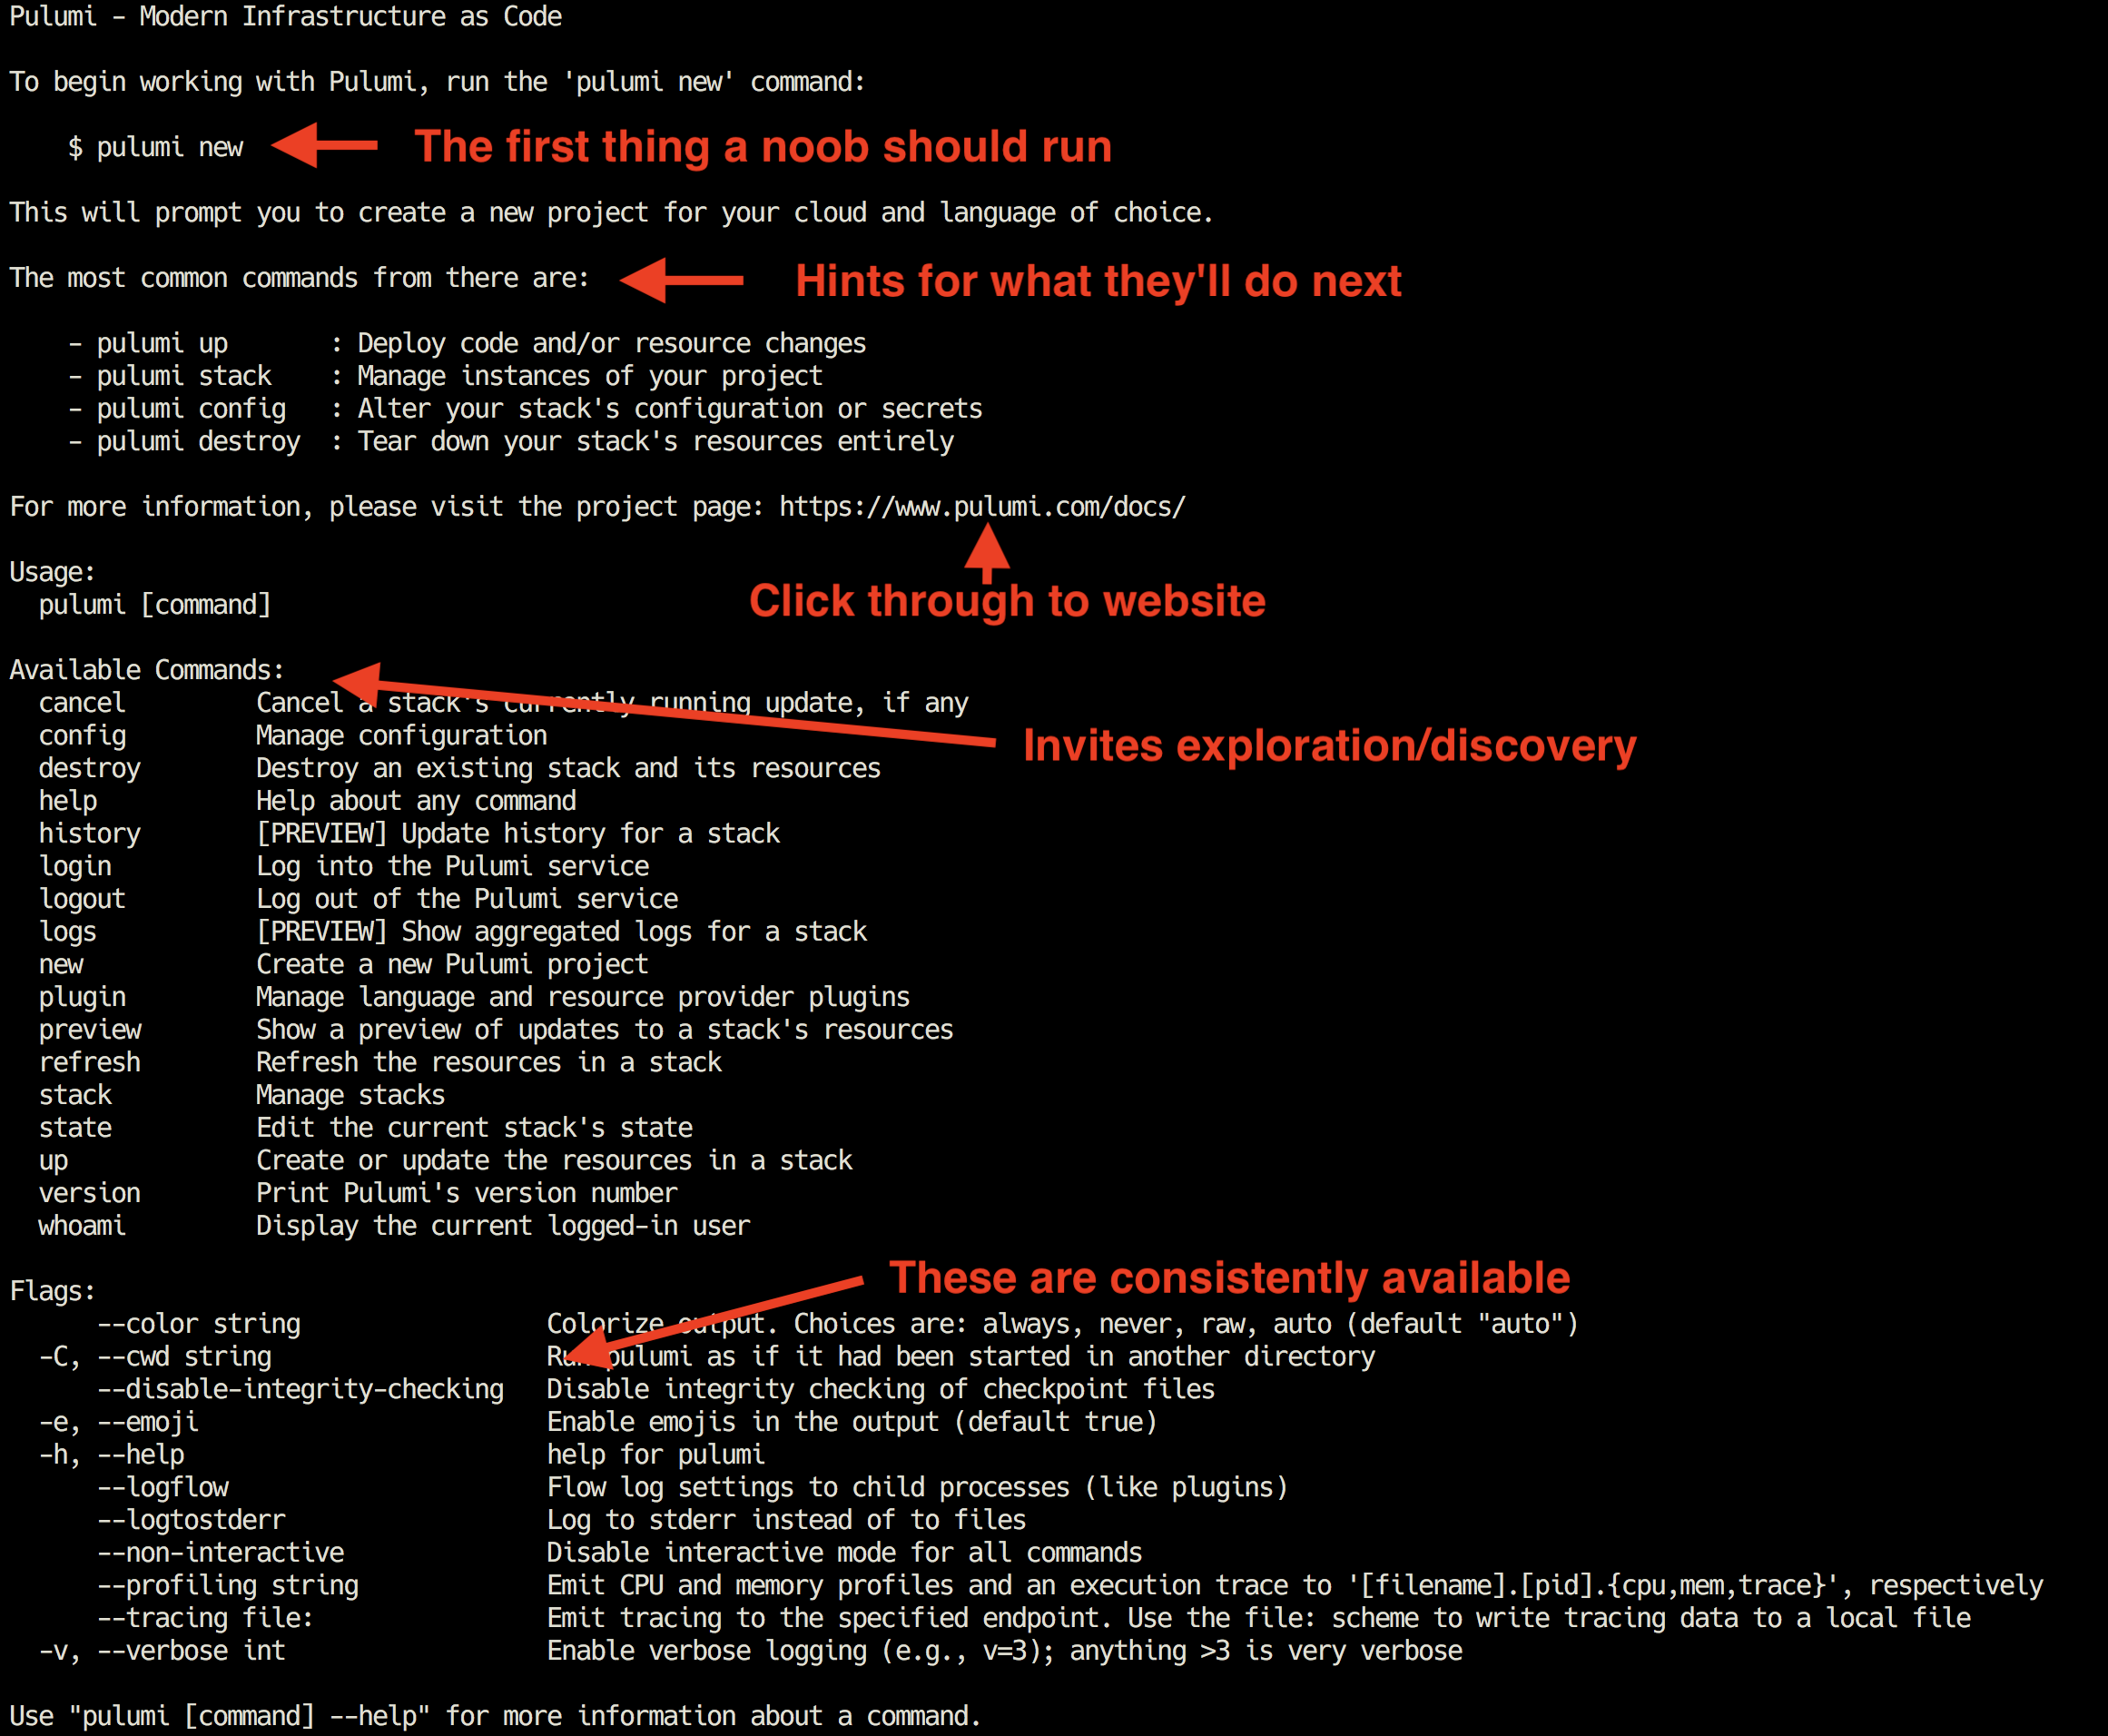 Pulumi - Modern Infrastructure as Code
To begin working with Pulumi, run the 'pulumi new' command:
$ pulumi new
The first thing a noob should run
This will prompt you to create a new project for your cloud and language of choice.
The most common commands from there are:
Hints for what they'll do next
- pulumi up : Deploy code and/or resource changes
- pulumi stack : Manage instances of your project
- pulumi config : Alter your stack's configuration or secrets
- pulumi destroy : Tear down your stack's resources entirely
For more information, please visit the project page: https://www.pulumi.com/docs/
Click through to website
Usage:
pulumi [command]
Available Commands:
cancel Cancel a stack's currently running update, if any
config Manage configuration
Invites exploration/discovery
destroy Destroy an existing stack and its resources
help Help about any command
history [PREVIEW] Update history for a stack
login Log into the Pulumi service
logout Log out of the Pulumi service
logs [PREVIEW] Show aggregated logs for a stack
new Create a new Pulumi project
plugin Manage language and resource provider plugins
preview Show a preview of updates to a stack's resources
refresh Refresh the resources in a stack
stack Manage stacks
state Edit the current stack's state
up Create or update the resources in a stack
version Print Pulumi's version number
whoami Display the current logged-in user
These are consistently available
Flags:
--color string Colorize output. Choices are: always, never, raw, auto (default "auto")
-C, --cwd string Run pulumi as if it had been started in another directory
--disable-integrity-checking Disable integrity checking of checkpoint files
-e, --emoji Enable emojis in the output (default true)
-h, --help help for pulumi
--logflow Flow log settings to child processes (like plugins)
--logtostderr Log to stderr instead of to files
--non-interactive Disable interactive mode for all commands
--profiling string Emit CPU and memory profiles and an execution trace to '[filename].[pid].{cpu,mem,trace}', respectively
--tracing file: Emit tracing to the specified endpoint. Use the file: scheme to write tracing data to a local file
-v, --verbose int Enable verbose logging (e.g., v=3); anything >3 is very verbose
Use "pulumi [command] --help" for more information about a command.